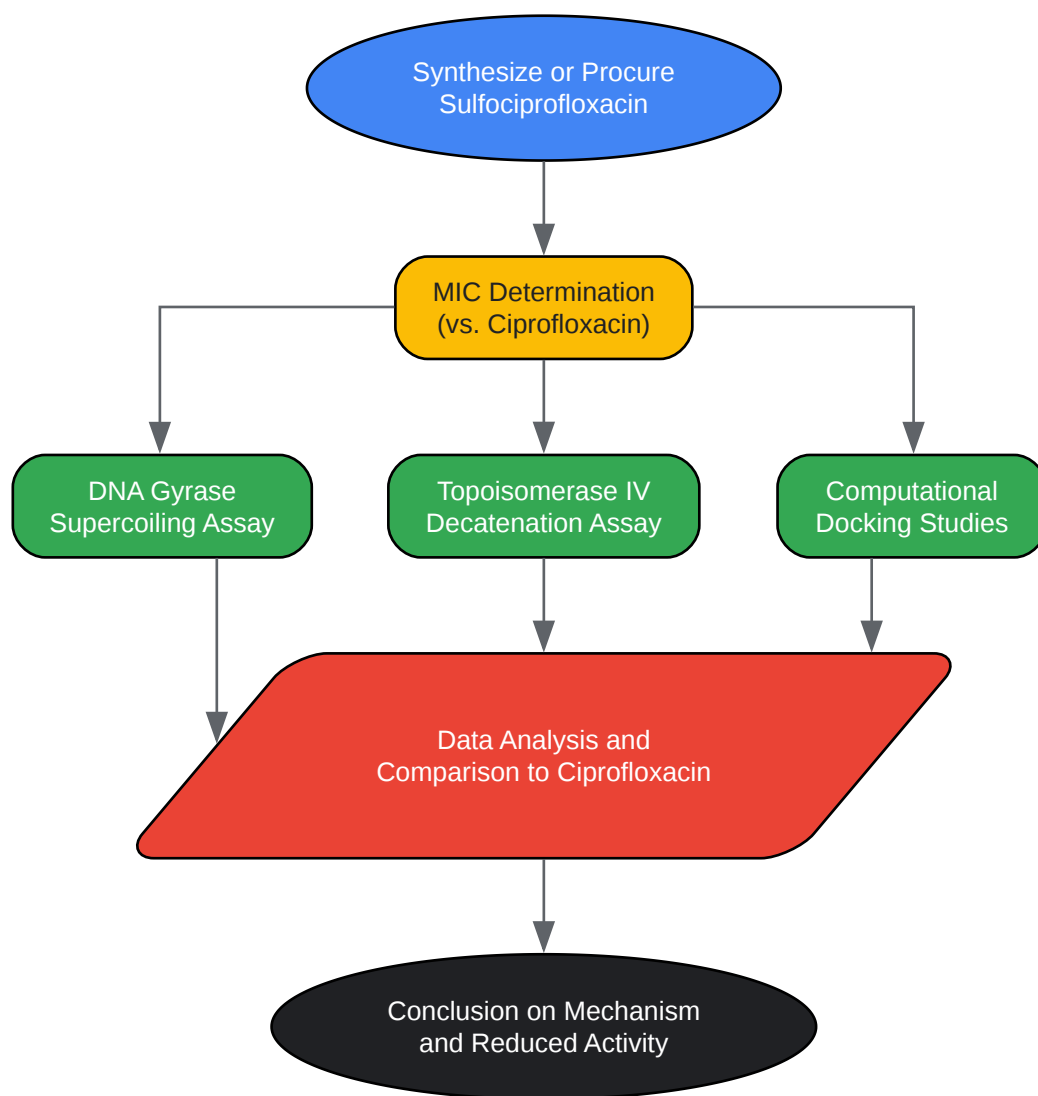 Synthesize or Procure
Sulfociprofloxacin
MIC Determination
(vs. Ciprofloxacin)
DNA Gyrase
Supercoiling Assay
Topoisomerase IV
Decatenation Assay
Computational
Docking Studies
Data Analysis and
Comparison to Ciprofloxacin
Conclusion on Mechanism
and Reduced Activity